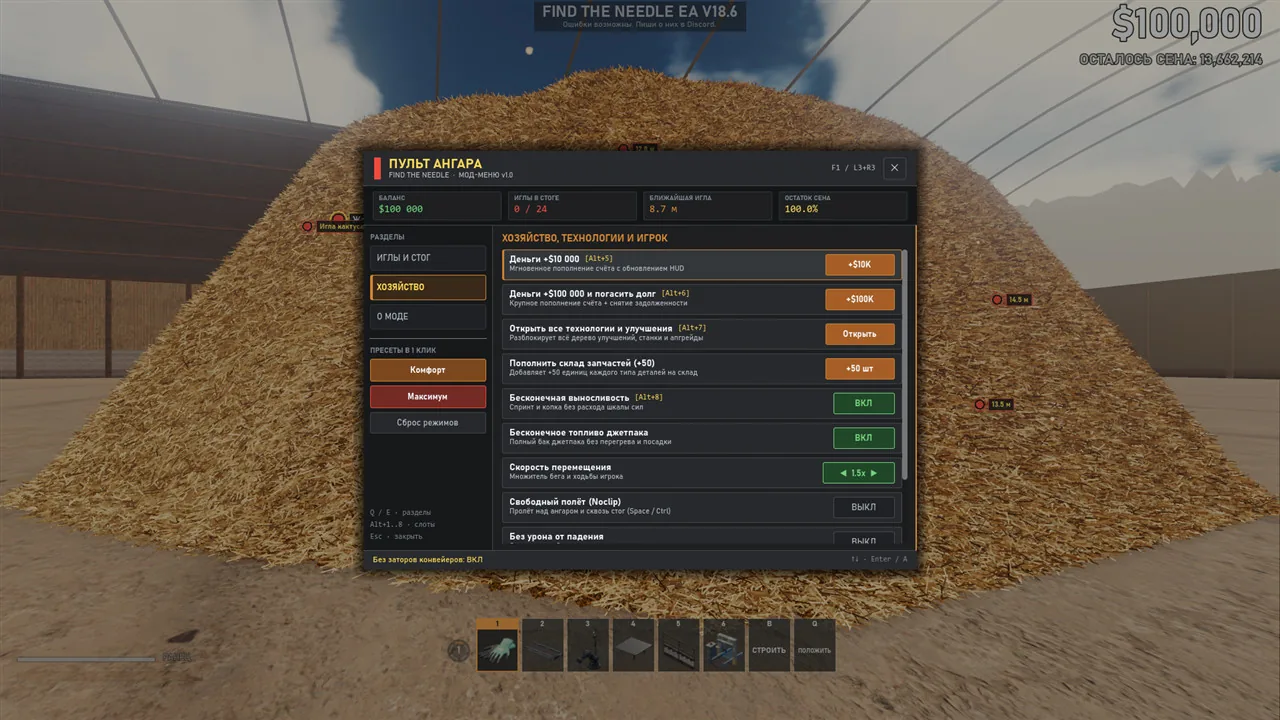 FIND THE NEEDLE EA V18.6
Ошибки возможны. Пиши о них в Discord.
$100,000
ОСТАЛОСЬ СЕНА: 13,662,214
ПУЛЬТ АНГАРА
FIND THE NEEDLE · МОД-МЕНЮ v1.0
F1 / L3+R3
БАЛАНС
$100 000
ИГЛЫ В СТОГЕ
0 / 24
БЛИЖАЙШАЯ ИГЛА
8.7 м
ОСТАТОК СЕНА
100.0%
Игла кактуса
14.5 м
13.5 м
РАЗДЕЛЫ
ИГЛЫ И СТОГ
ХОЗЯЙСТВО
О МОДЕ
ПРЕСЕТЫ В 1 КЛИК
Комфорт
Максимум
Сброс режимов
Q / E · разделы
Alt+1..8 · слоты
Esc · закрыть
ХОЗЯЙСТВО, ТЕХНОЛОГИИ И ИГРОК
Деньги +$10 000 [Alt+5]
Мгновенное пополнение счёта с обновлением HUD
+$10K
Деньги +$100 000 и погасить долг [Alt+6]
Крупное пополнение счёта + снятие задолженности
+$100K
Открыть все технологии и улучшения [Alt+7]
Разблокирует всё дерево улучшений, станки и апгрейды
Открыть
Пополнить склад запчастей (+50)
Добавляет +50 единиц каждого типа деталей на склад
+50 шт
Бесконечная выносливость [Alt+8]
Спринт и копка без расхода шкалы сил
ВКЛ
Бесконечное топливо джетпака
Полный бак джетпака без перегрева и посадки
ВКЛ
Скорость перемещения
Множитель бега и ходьбы игрока
◀ 1.5x ▶
Свободный полёт (Noclip)
Пролёт над ангаром и сквозь стог (Space / Ctrl)
ВЫКЛ
Без урона от падения
ВЫКЛ
Без заторов конвейеров: ВКЛ
↑↓ · Enter / A
1
1 2 3 4 5 6 B Q
СТРОИТЬ
ПОЛОЖИТЬ